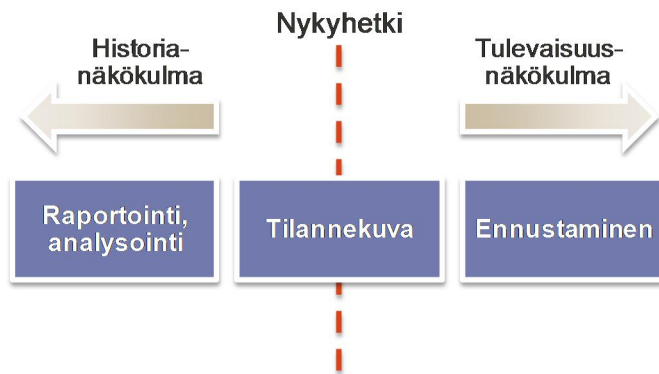 Nykyhetki
Historia-
näkökulma
Tulevaisuus-
näkökulma
Raportointi,
analysointi
Tilannekuva
Ennustaminen